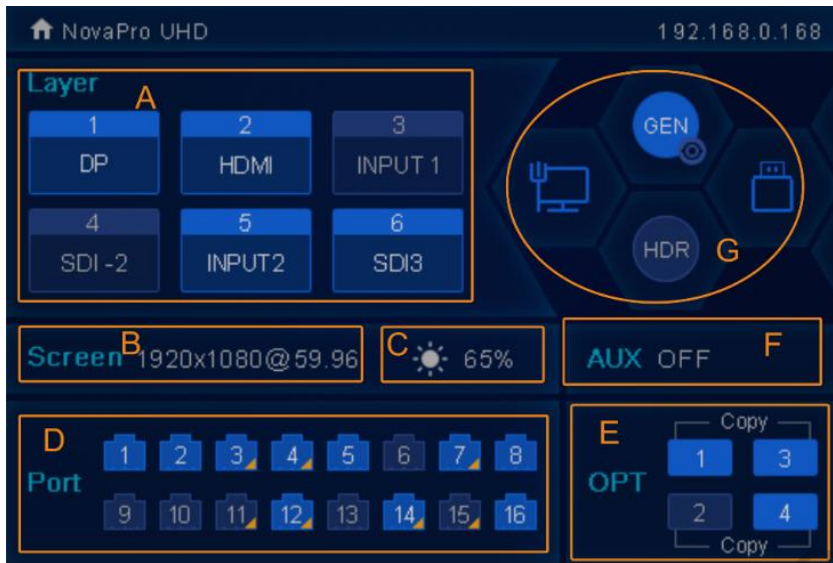 NovaPro UHD 192.168.0.168
Layer A
1 2 3
DP HDMI INPUT 1
4 5 6
SDI-2 INPUT2 SDI3
GEN
HDR G
Screen B 1920x1080@59.96 C 65%
AUX OFF F
D
Port
1 2 3 4 5 6 7 8
9 10 11 12 13 14 15 16
E
OPT
Copy
1 3
2 4
Copy